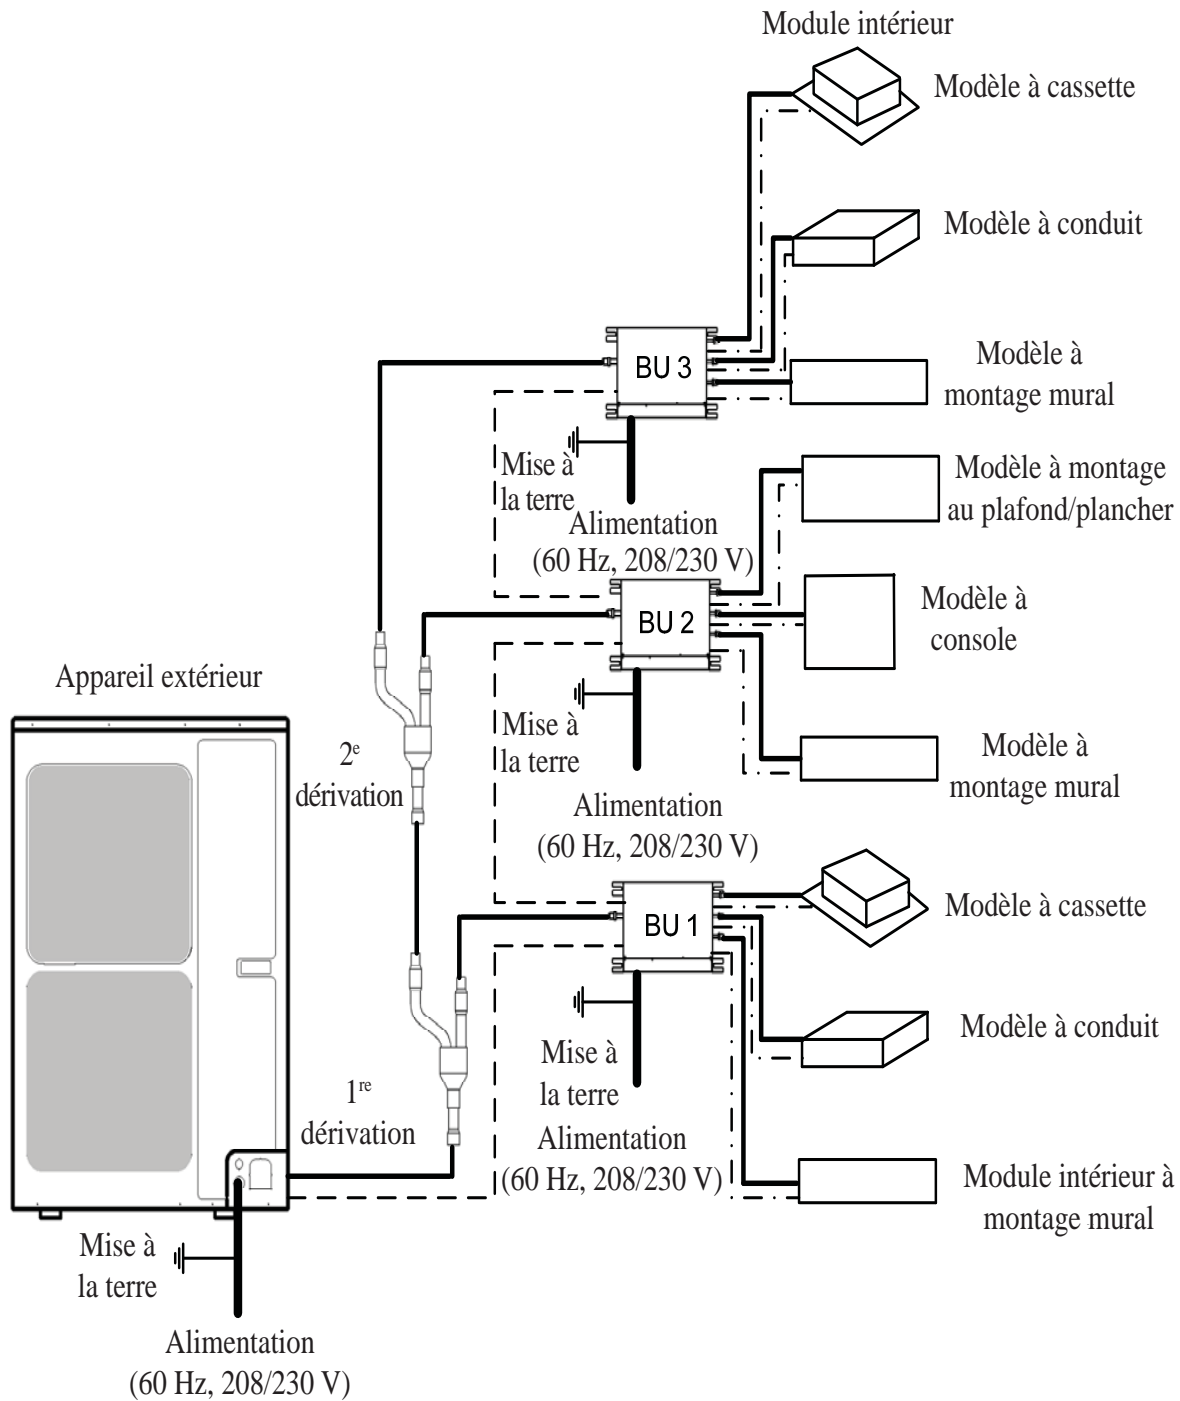 Module intérieur
Modèle à cassette
Modèle à conduit
Modèle à
montage mural
BU 3
Mise à
la terre
Alimentation
(60 Hz, 208/230 V)
Modèle à montage
au plafond/plancher
BU 2
Modèle à
console
Appareil extérieur
Mise à
la terre
2e
dérivation
Modèle à
montage mural
Alimentation
(60 Hz, 208/230 V)
BU 1
Modèle à cassette
Modèle à conduit
Mise à
la terre
1re
dérivation
Alimentation
(60 Hz, 208/230 V)
Module intérieur à
montage mural
Mise à
la terre
Alimentation
(60 Hz, 208/230 V)